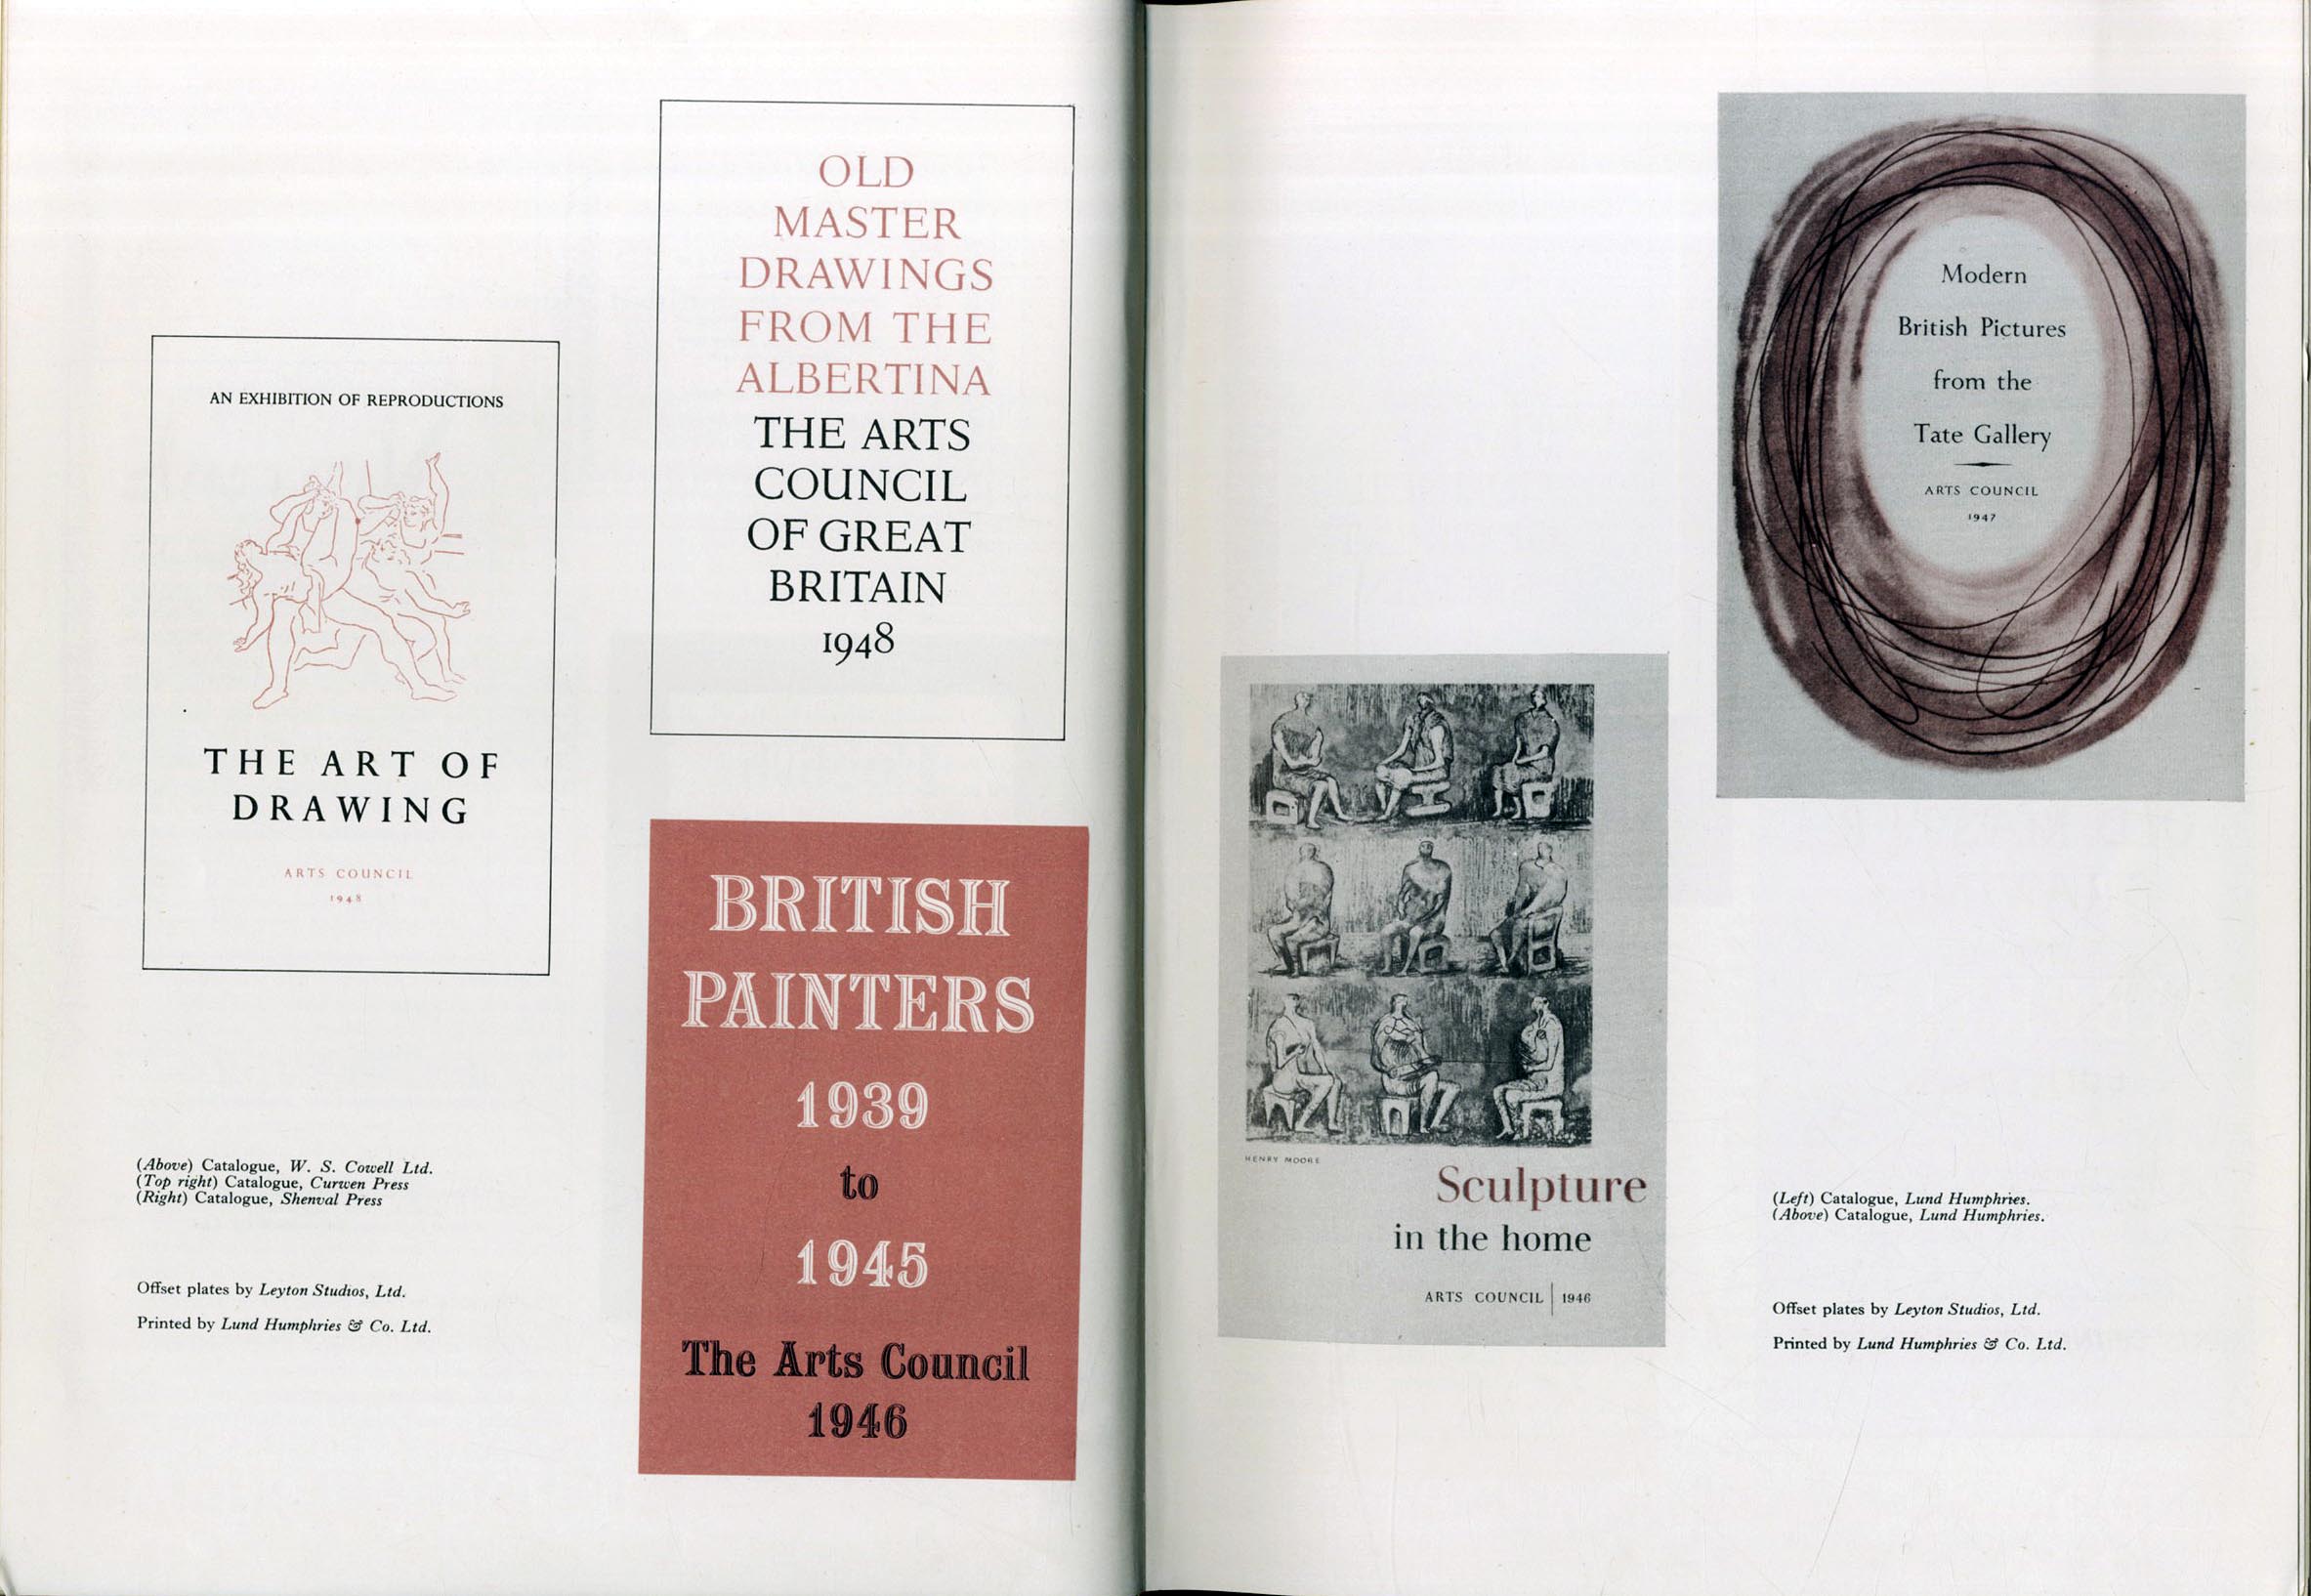 AN EXHIBITION OF REPRODUCTIONS
THE ART OF
DRAWING
ARTS COUNCIL
1948
OLD
MASTER
DRAWINGS
FROM THE
ALBERTINA
THE ARTS
COUNCIL
OF GREAT
BRITAIN
1948
BRITISH
PAINTERS
1939
to
1945
The Arts Council
1946
(Above) Catalogue, W. S. Cowell Ltd.
(Top right) Catalogue, Curwen Press
(Right) Catalogue, Shenval Press
Offset plates by Leyton Studios, Ltd.
Printed by Lund Humphries & Co. Ltd.
Modern
British Pictures
from the
Tate Gallery
ARTS COUNCIL
1947
HENRY MOORE
Sculpture
in the home
ARTS COUNCIL | 1946
(Left) Catalogue, Lund Humphries.
(Above) Catalogue, Lund Humphries.
Offset plates by Leyton Studios, Ltd.
Printed by Lund Humphries & Co. Ltd.